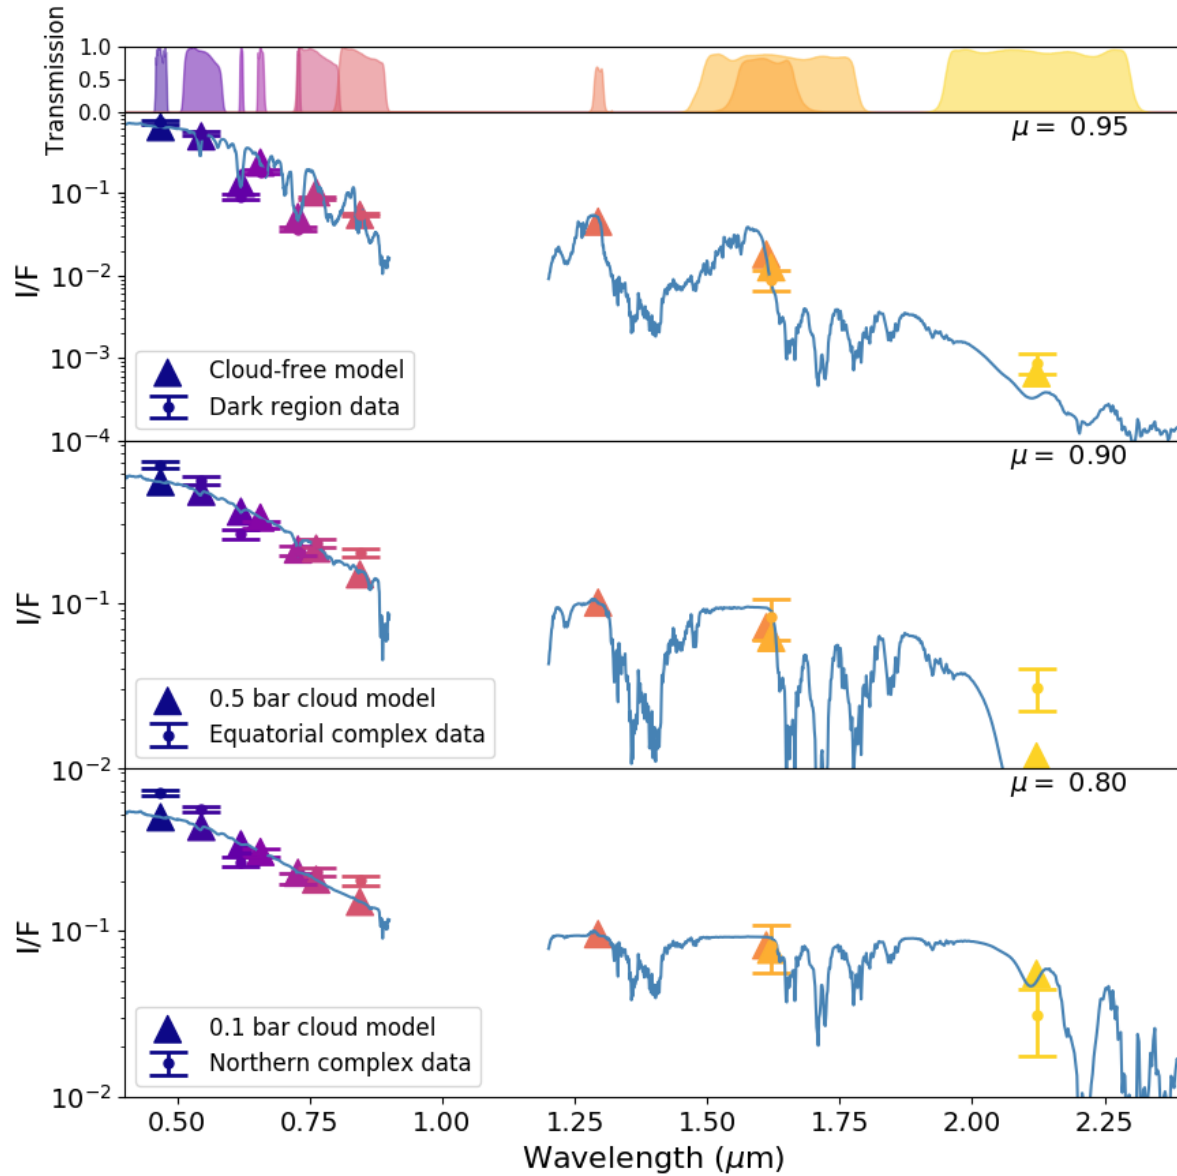 Transmission
1.0
0.5
0.0
μ = 0.95
I/F
10⁻¹
10⁻²
10⁻³
10⁻⁴
Cloud-free model
Dark region data
μ = 0.90
I/F
10⁻¹
10⁻²
0.5 bar cloud model
Equatorial complex data
μ = 0.80
I/F
10⁻¹
10⁻²
0.1 bar cloud model
Northern complex data
0.50 0.75 1.00 1.25 1.50 1.75 2.00 2.25
Wavelength (μm)